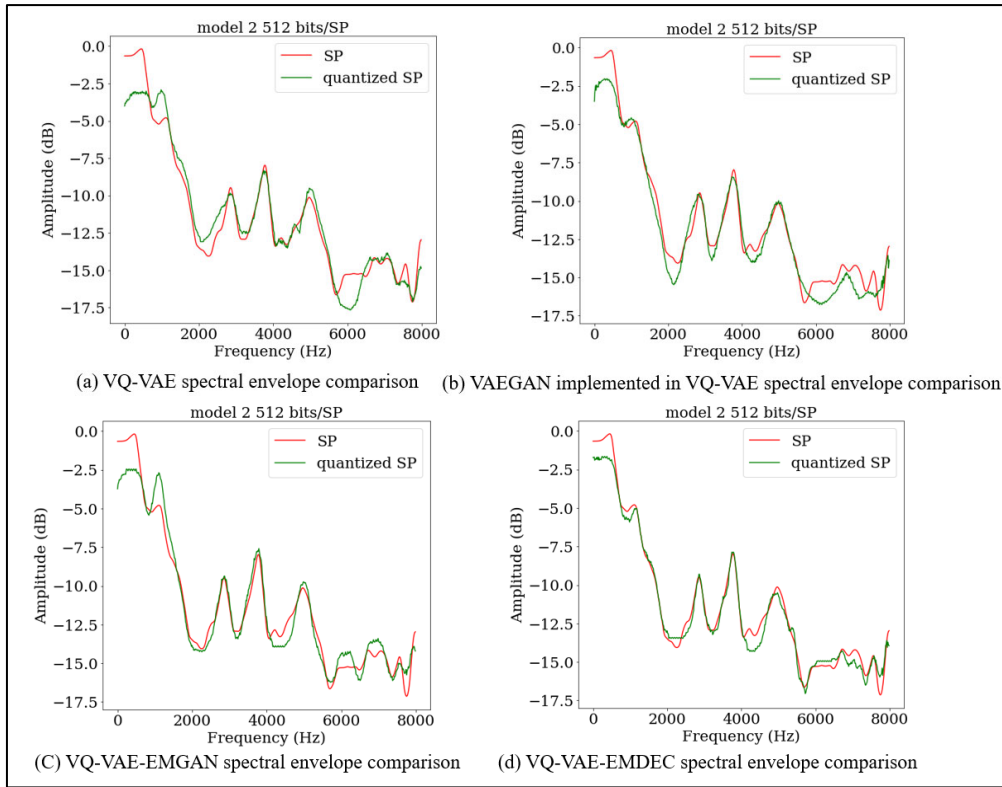 model 2 512 bits/SP
0.0
−2.5
−5.0
−7.5
−10.0
−12.5
−15.0
−17.5
Amplitude (dB)
SP
quantized SP
0 2000 4000 6000 8000
Frequency (Hz)
(a) VQ-VAE spectral envelope comparison
model 2 512 bits/SP
0.0
−2.5
−5.0
−7.5
−10.0
−12.5
−15.0
−17.5
Amplitude (dB)
SP
quantized SP
0 2000 4000 6000 8000
Frequency (Hz)
(b) VAEGAN implemented in VQ-VAE spectral envelope comparison
model 2 512 bits/SP
0.0
−2.5
−5.0
−7.5
−10.0
−12.5
−15.0
−17.5
Amplitude (dB)
SP
quantized SP
0 2000 4000 6000 8000
Frequency (Hz)
(C) VQ-VAE-EMGAN spectral envelope comparison
model 2 512 bits/SP
0.0
−2.5
−5.0
−7.5
−10.0
−12.5
−15.0
−17.5
Amplitude (dB)
SP
quantized SP
0 2000 4000 6000 8000
Frequency (Hz)
(d) VQ-VAE-EMDEC spectral envelope comparison